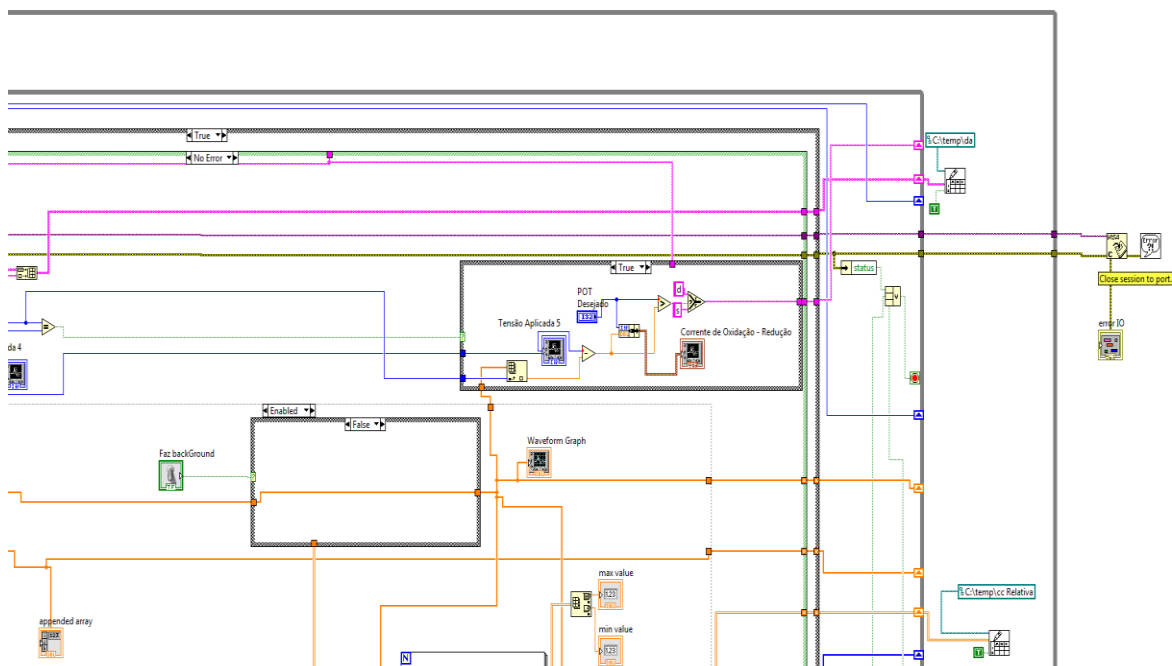 True
No Error
C:\temp\da
T
status
Close session to port.
True
POT
Desejado
I32
d
s
Tensão Aplicada 5
Corrente de Oxidação - Redução
error IO
da 4
Enabled
False
Faz backGround
TF
Waveform Graph
appended array
max value
min value
C:\temp\cc Relativa
T
N